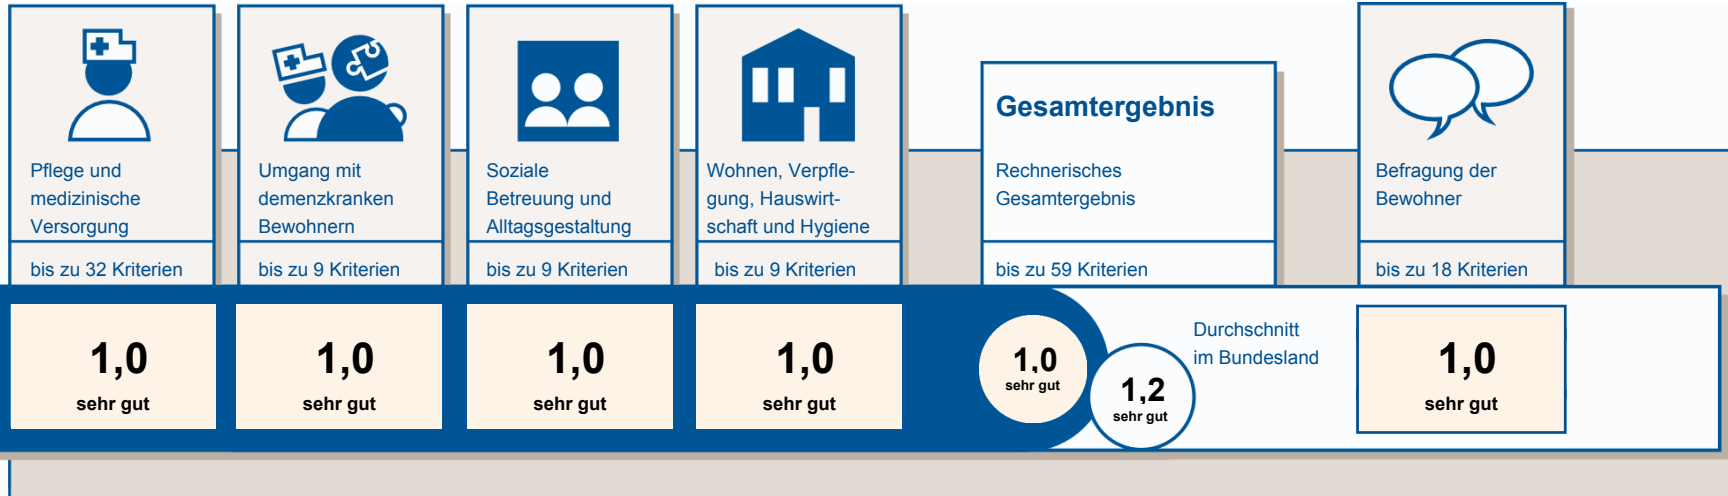 Pflege und
medizinische
Versorgung
bis zu 32 Kriterien
1,0
sehr gut
Umgang mit
demenzkranken
Bewohnern
bis zu 9 Kriterien
1,0
sehr gut
Soziale
Betreuung und
Alltagsgestaltung
bis zu 9 Kriterien
1,0
sehr gut
Wohnen, Verpfle-
gung, Hauswirt-
schaft und Hygiene
bis zu 9 Kriterien
1,0
sehr gut
Gesamtergebnis
Rechnerisches
Gesamtergebnis
bis zu 59 Kriterien
1,0
sehr gut
Durchschnitt
im Bundesland
1,2
sehr gut
Befragung der
Bewohner
bis zu 18 Kriterien
1,0
sehr gut